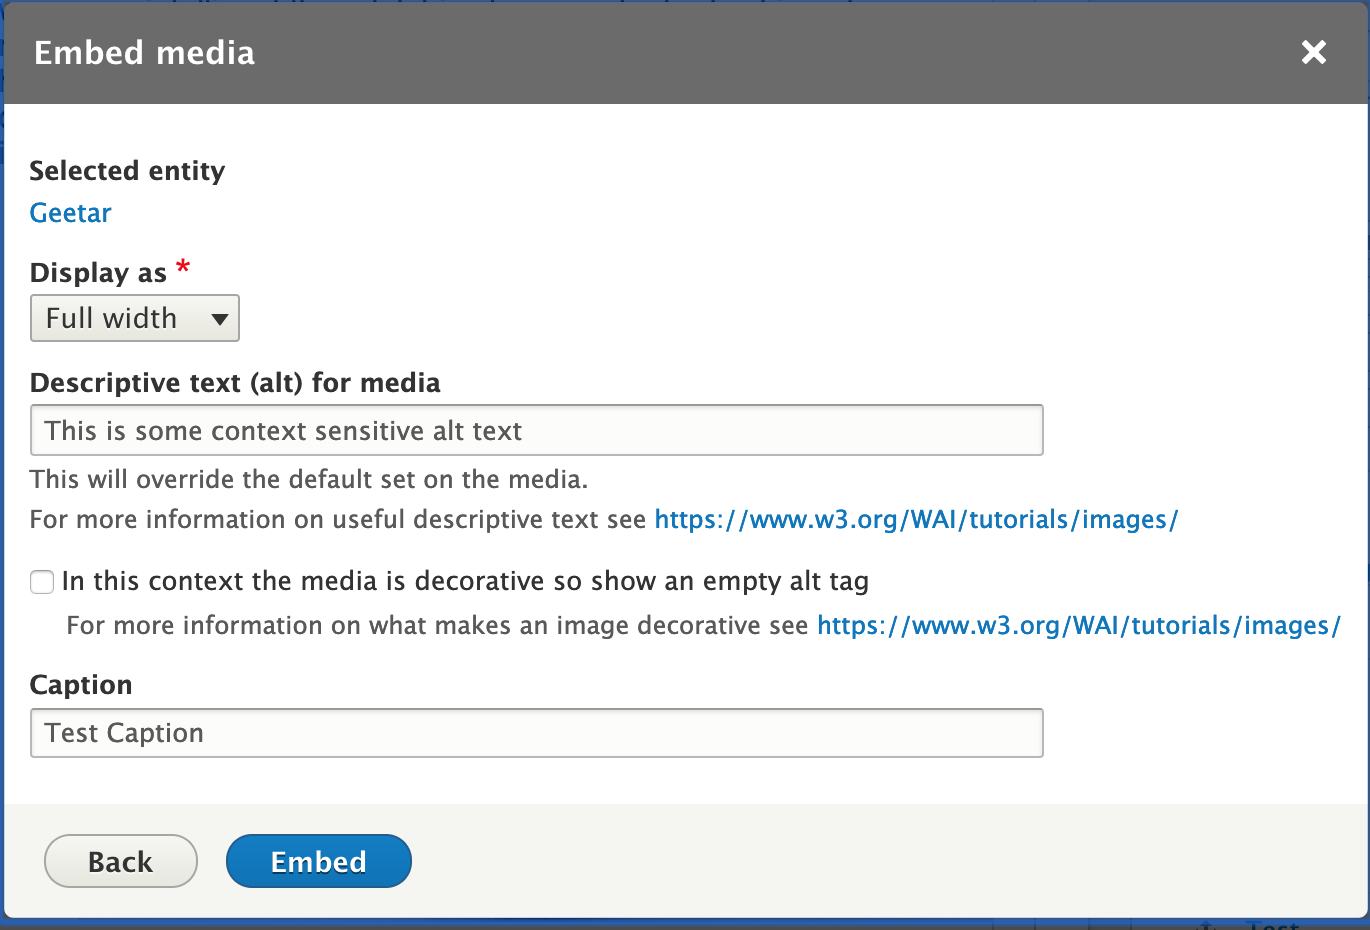 Embed media
Selected entity
Geetar
Display as *
Full width
Descriptive text (alt) for media
This is some context sensitive alt text
This will override the default set on the media.
For more information on useful descriptive text see https://www.w3.org/WAI/tutorials/images/
In this context the media is decorative so show an empty alt tag
For more information on what makes an image decorative see https://www.w3.org/WAI/tutorials/images/
Caption
Test Caption
Back
Embed